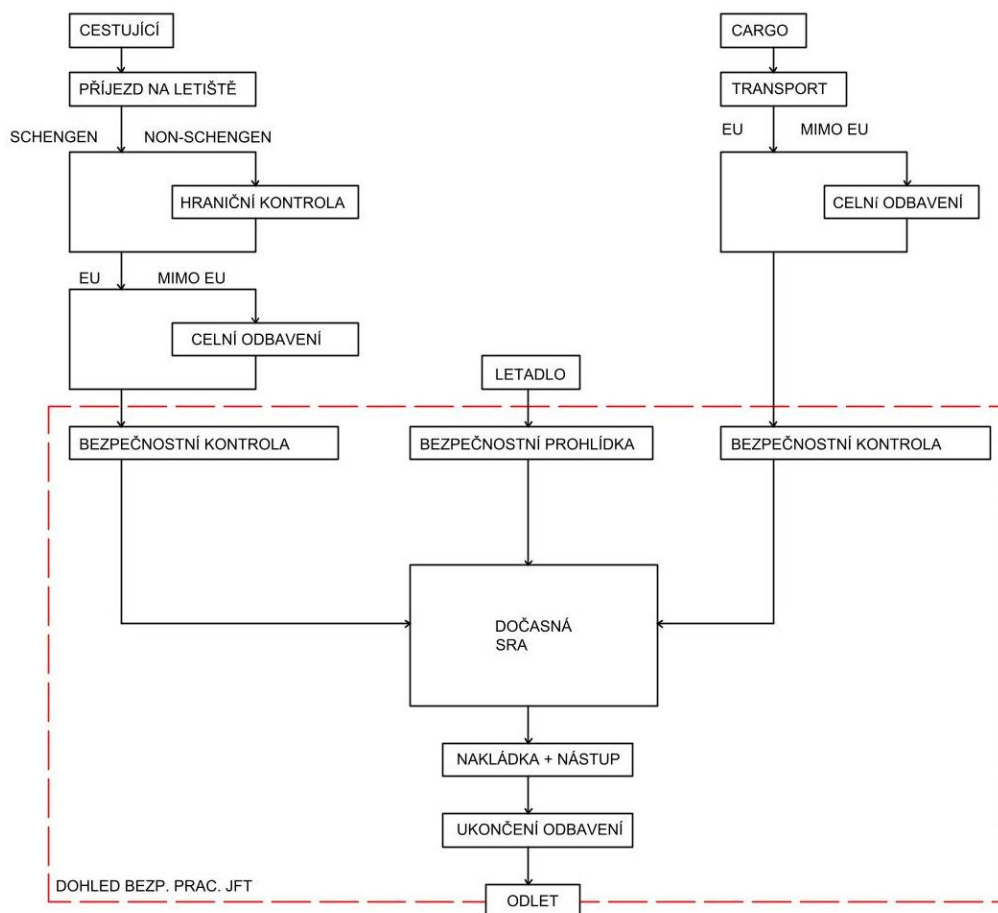 CESTUJÍCÍ
CARGO
PŘÍJEZD NA LETIŠTĚ
TRANSPORT
SCHENGEN
NON-SCHENGEN
EU
MIMO EU
HRANIČNÍ KONTROLA
CELNí ODBAVENÍ
EU
MIMO EU
CELNÍ ODBAVENÍ
LETADLO
BEZPEČNOSTNÍ KONTROLA
BEZPEČNOSTNÍ PROHLÍDKA
BEZPEČNOSTNÍ KONTROLA
DOČASNÁ
SRA
NAKLÁDKA + NÁSTUP
UKONČENÍ ODBAVENÍ
DOHLED BEZP. PRAC. JFT
ODLET